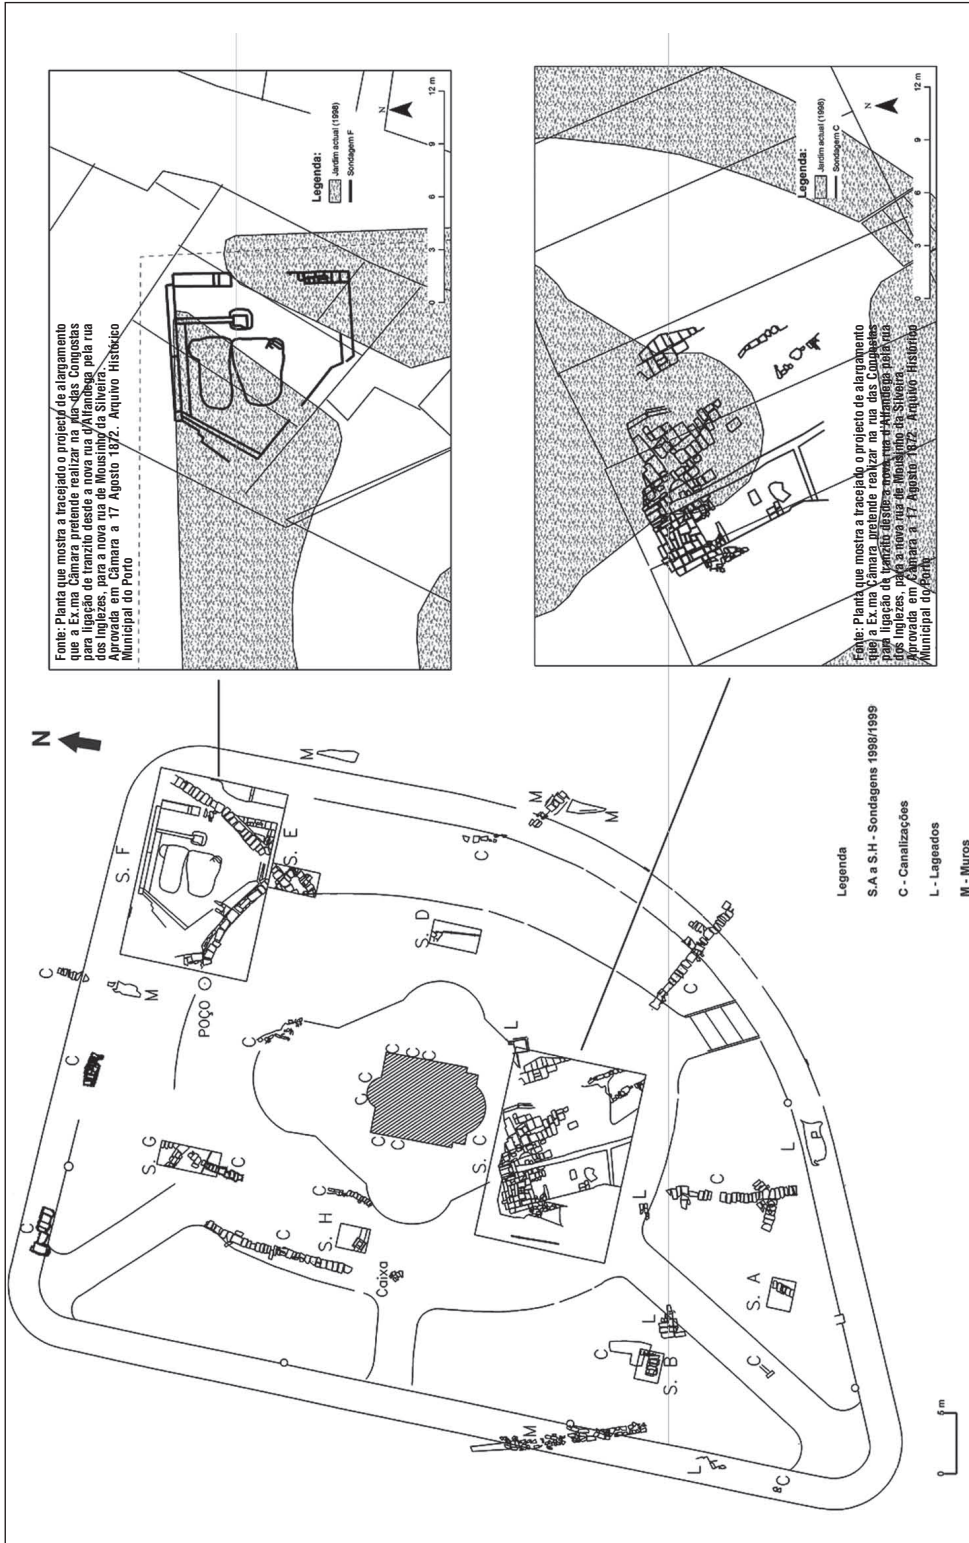 Fonte: Planta que mostra a tracejado o projecto de alargamento
que a Ex.ma Câmara pretende realizar na rua das Congostas
para ligação de tranzito desde a nova rua d'Alfandega pela rua
dos Inglezes, para a nova rua de Mousinho da Silveira.
Aprovada em Câmara a 17 Agosto 1872. Arquivo Histórico
Municipal do Porto
Legenda:
Jardim actual (1998)
Sondagem F
N
0 3 6 9 12 m
Fonte: Planta que mostra a tracejado o projecto de alargamento
que a Ex.ma Câmara pretende realizar na rua das Congostas
para ligação de tranzito desde a nova rua d'Alfandega pela rua
dos Inglezes, para a nova rua de Mousinho da Silveira.
Aprovada em Câmara a 17 Agosto 1872. Arquivo Histórico
Municipal do Porto
Legenda:
Jardim actual (1998)
Sondagem C
N
0 3 6 9 12 m
N
C
C
C
M
S. F
M
POÇO
S. E
S. G
C
C
S. H
C
C
Caixa
C
C
C
C
C
C
C
C
S. D
C
M
M
S. C
L
C
M
C
S. B
L
L
C
L
S. A
C
L
C
0 5 m
Legenda
S.A a S.H - Sondagens 1998/1999
C - Canalizações
L - Lageados
M - Muros